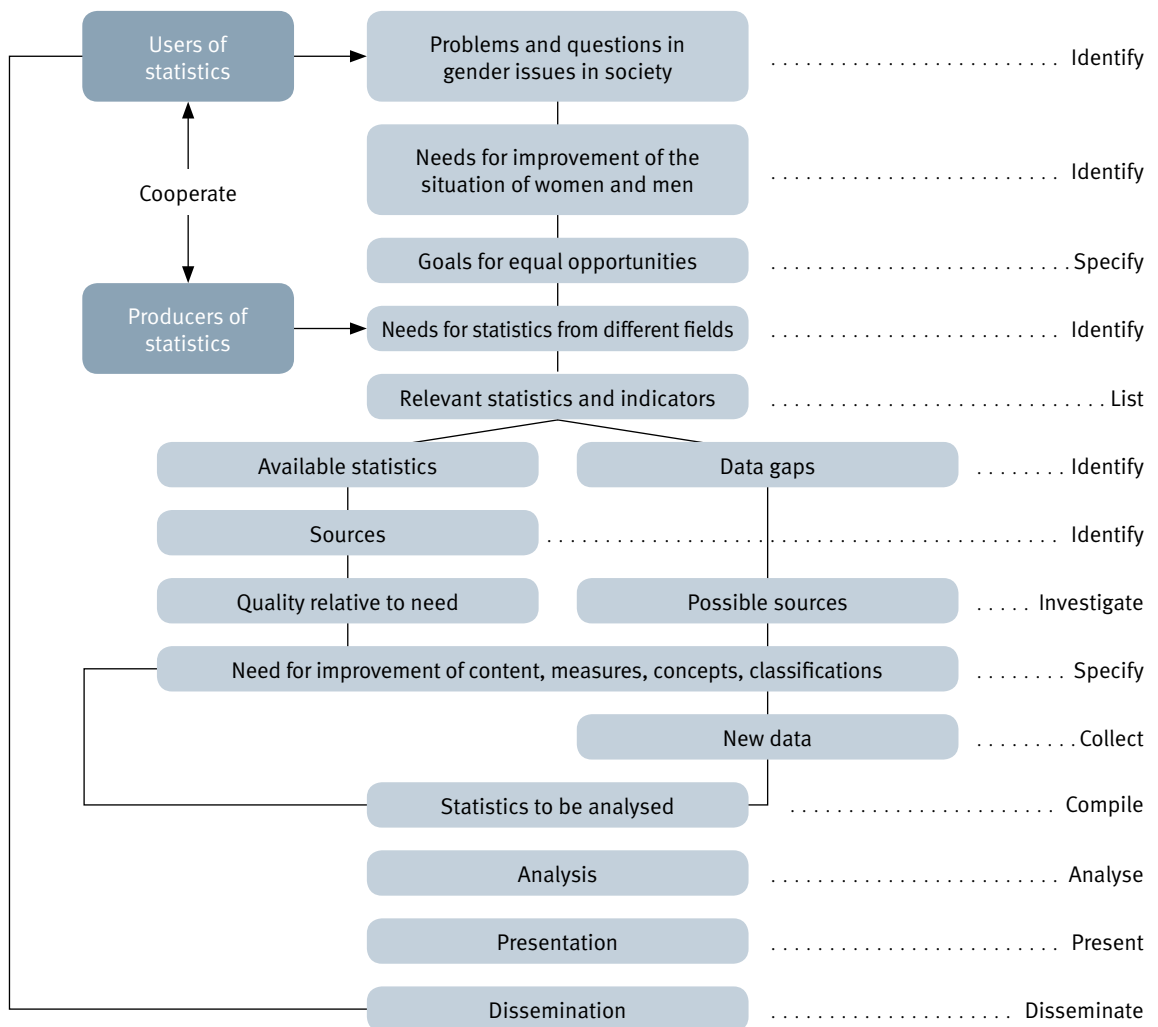 Users of
statistics
Problems and questions in
gender issues in society
. . . . . . . . . . . . . . . . . . . . . . . . . Identify
Needs for improvement of the
situation of women and men
. . . . . . . . . . . . . . . . . . . . . . . . . Identify
Cooperate
Goals for equal opportunities
. . . . . . . . . . . . . . . . . . . . . . . . . . Specify
Producers of
statistics
Needs for statistics from different fields
. . . . . . . . . . . . . . . . . . . . . . . . . Identify
Relevant statistics and indicators
. . . . . . . . . . . . . . . . . . . . . . . . . . . . . List
Available statistics
Data gaps
. . . . . . . . Identify
Sources
. . . . . . . . . . . . . . . . . . . . . . . . . . . . . . . . . . . . . . . . . . . . Identify
Quality relative to need
Possible sources
. . . . . Investigate
Need for improvement of content, measures, concepts, classifications
. . . . . . . . Specify
New data
. . . . . . . . . Collect
Statistics to be analysed
. . . . . . . . . . . . . . . . . . . . . . . Compile
Analysis
. . . . . . . . . . . . . . . . . . . . . . . . . Analyse
Presentation
. . . . . . . . . . . . . . . . . . . . . . . . . Present
Dissemination
. . . . . . . . . . . . . . . . . . . . . Disseminate